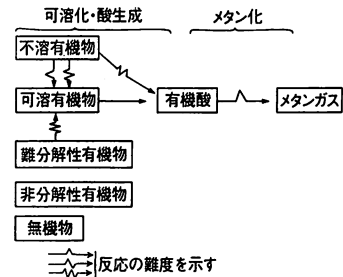 可溶化・酸生成
メタン化
不溶有機物
可溶有機物
有機酸
メタンガス
難分解性有機物
非分解性有機物
無機物
反応の難度を示す